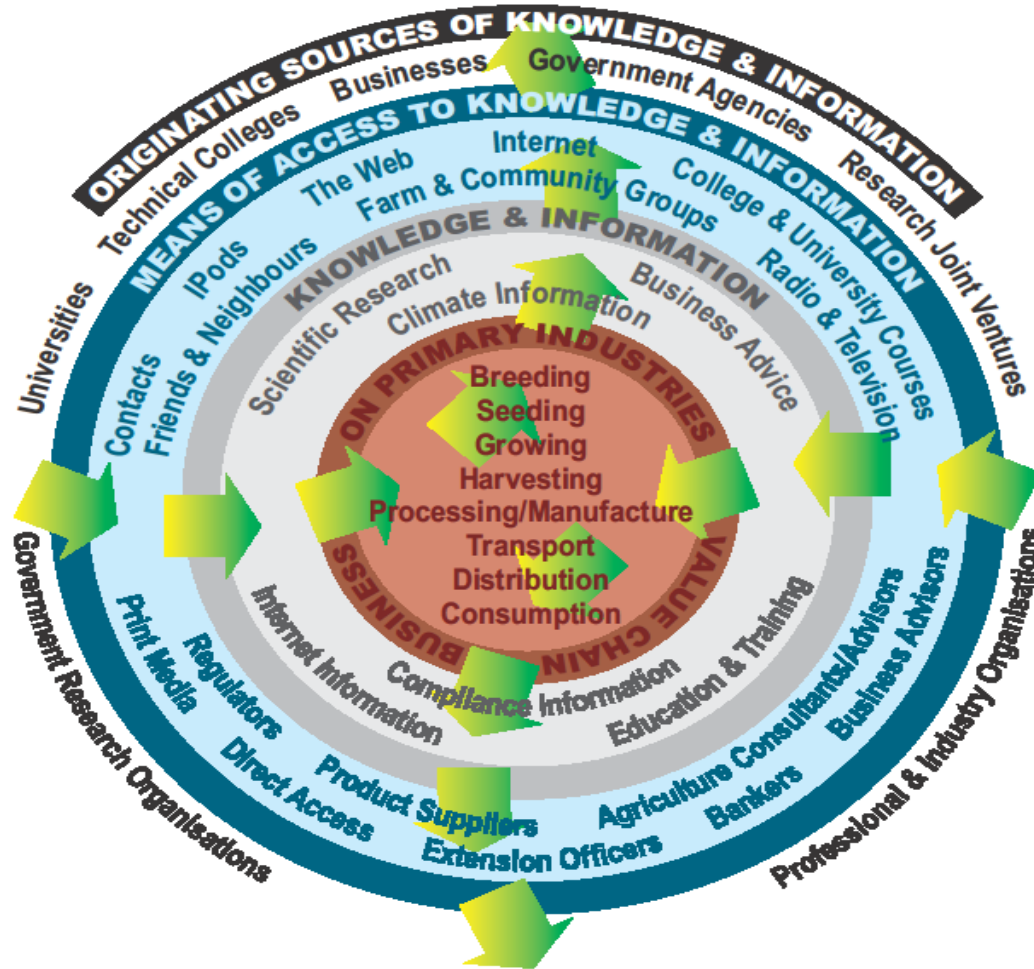 ORIGINATING SOURCES OF KNOWLEDGE & INFORMATION
Universities
Technical Colleges
Businesses
Government Agencies
Research Joint Ventures
Government Research Organisations
Professional & Industry Organisations
MEANS OF ACCESS TO KNOWLEDGE & INFORMATION
Contacts
IPods
The Web
Internet
College & University Courses
Friends & Neighbours
Farm & Community Groups
Radio & Television
Print Media
Regulators
Direct Access
Product Suppliers
Extension Officers
Agriculture Consultants/Advisors
Bankers
Business Advisors
KNOWLEDGE & INFORMATION
Scientific Research
Climate Information
Business Advice
Internet Information
Compliance Information
Education & Training
BUSINESS ON PRIMARY INDUSTRIES VALUE CHAIN
Breeding
Seeding
Growing
Harvesting
Processing/Manufacture
Transport
Distribution
Consumption